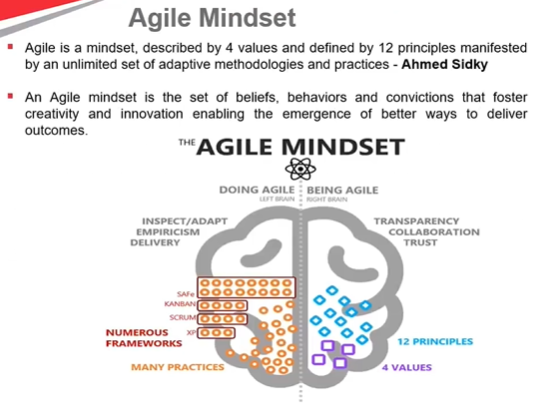 Agile Mindset
Agile is a mindset, described by 4 values and defined by 12 principles manifested
by an unlimited set of adaptive methodologies and practices - Ahmed Sidky
An Agile mindset is the set of beliefs, behaviors and convictions that foster
creativity and innovation enabling the emergence of better ways to deliver
outcomes.
THE AGILE MINDSET
DOING AGILE BEING AGILE
LEFT BRAIN RIGHT BRAIN
INSPECT/ADAPT
EMPIRICISM
DELIVERY
TRANSPARENCY
COLLABORATION
TRUST
SAFe
KANBAN
SCRUM
XP
NUMEROUS
FRAMEWORKS
MANY PRACTICES
12 PRINCIPLES
4 VALUES